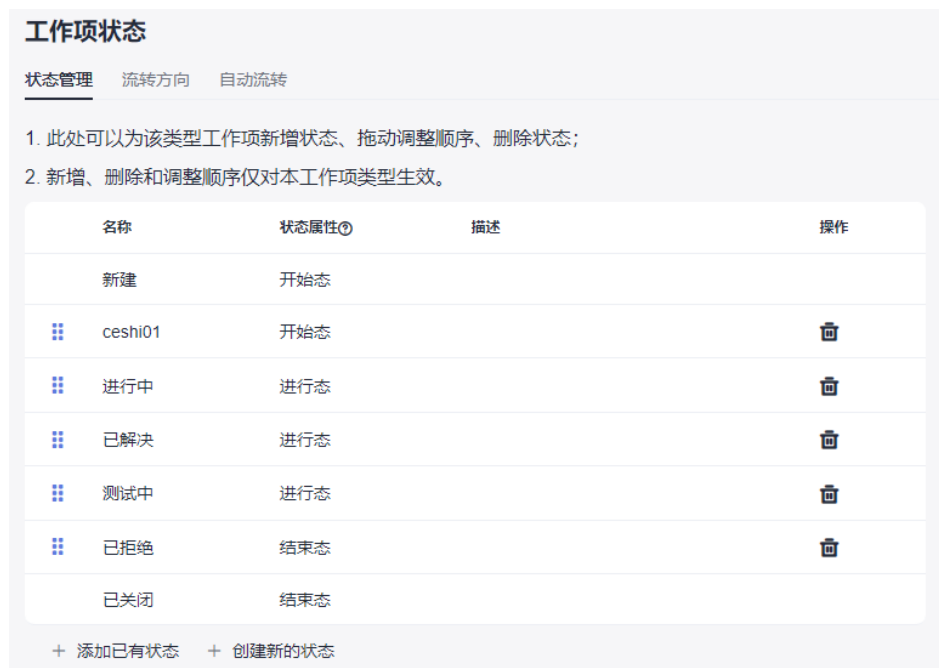 工作项状态
状态管理 流转方向 自动流转
1. 此处可以为该类型工作项新增状态、拖动调整顺序、删除状态；
2. 新增、删除和调整顺序仅对本工作项类型生效。
名称 状态属性 描述 操作
新建 开始态
ceshi01 开始态
进行中 进行态
已解决 进行态
测试中 进行态
已拒绝 结束态
已关闭 结束态
+ 添加已有状态 + 创建新的状态